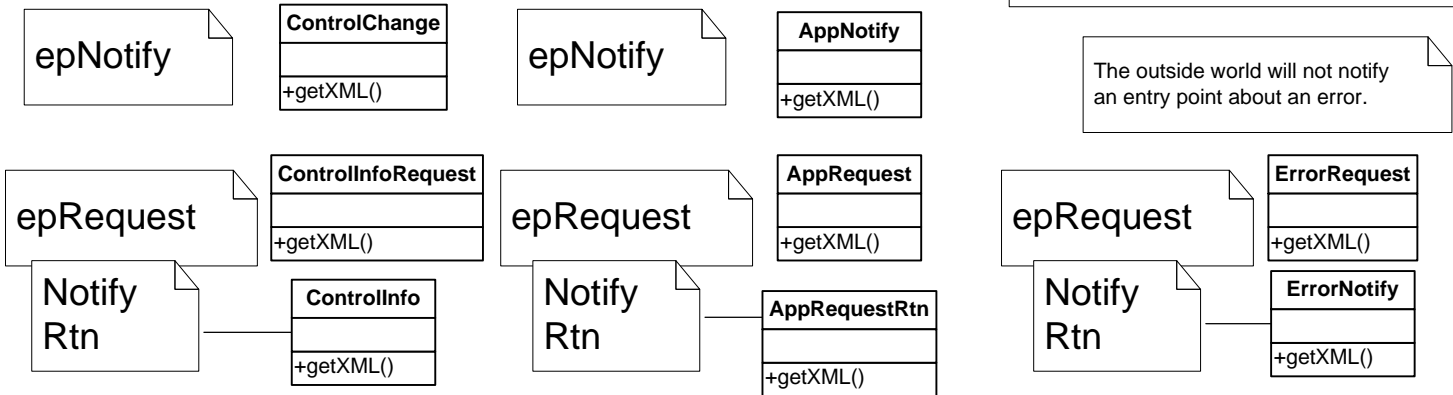 epNotify
ControlChange
+getXML()
epNotify
AppNotify
+getXML()
The outside world will not notify
an entry point about an error.
epRequest
ControlInfoRequest
+getXML()
Notify
Rtn
ControlInfo
+getXML()
epRequest
AppRequest
+getXML()
Notify
Rtn
AppRequestRtn
+getXML()
epRequest
ErrorRequest
+getXML()
Notify
Rtn
ErrorNotify
+getXML()